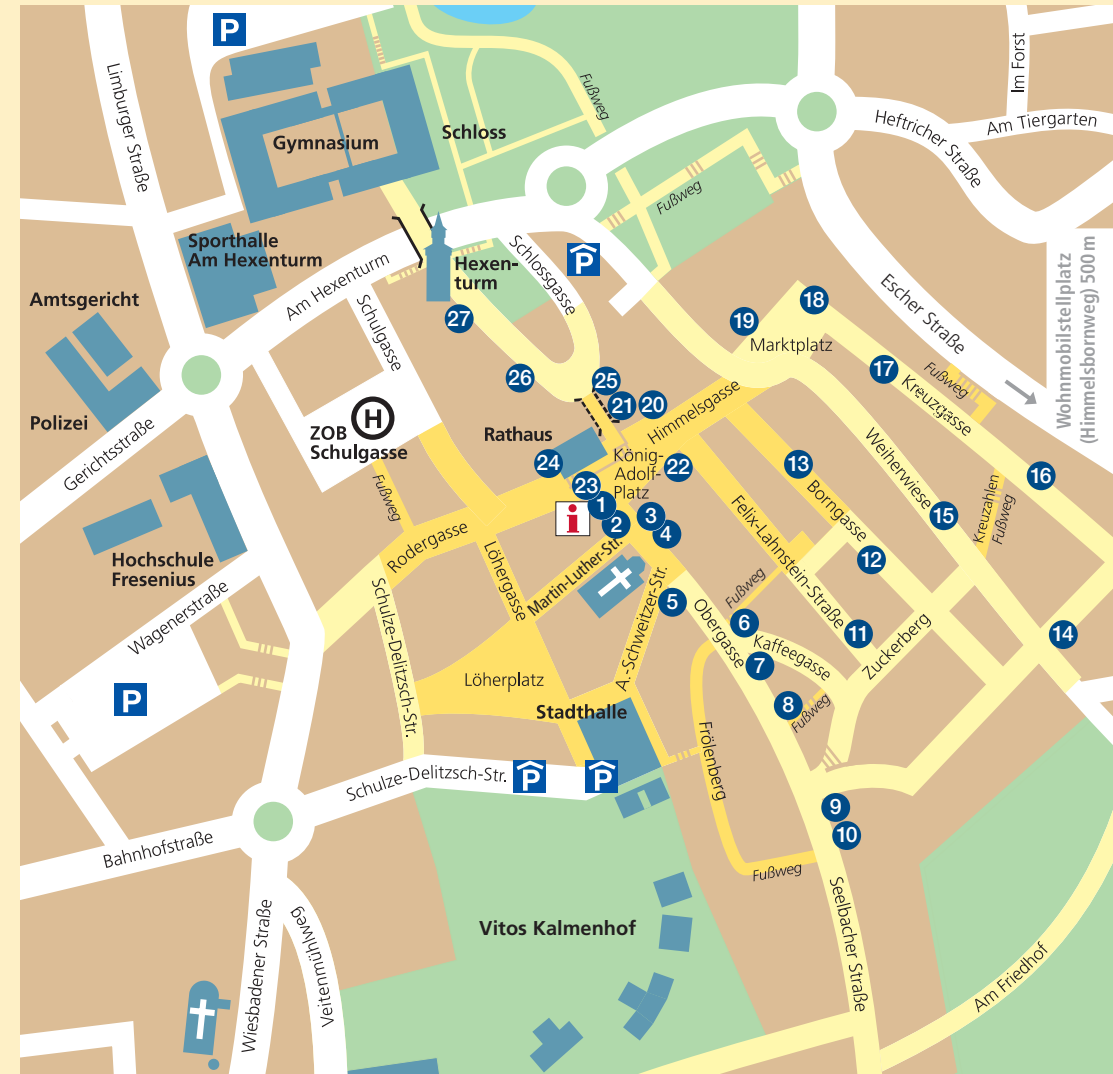 P
Limburger Straße
Gymnasium
Schloss
Fußweg
Im Forst
Heftricher Straße
Am Tiergarten
Fußweg
Sporthalle
Am Hexenturm
Amtsgericht
Am Hexenturm
Hexen-
turm
Schlossgasse
P
Escher Straße
Wohnmobilstellplatz
(Himmelsbornweg) 500 m
Schulgasse
27
19
18
Marktplatz
26
25
21
20
17
Kreuzgasse
Fußweg
Polizei
Gerichtsstraße
H
ZOB
Schulgasse
Rathaus
Himmelsgasse
König-
Adolf-
Platz
24
23
22
13
Weiherwiese
16
Fußweg
i
1
2
3
4
Borngasse
15
Kreuzahlen
Fußweg
Rodergasse
Löhergasse
Martin-Luther-Str.
Felix-Lahnstein-Straße
12
Hochschule
Fresenius
Wagenerstraße
Schulze-Delitzsch-Str.
A.-Schweitzer-Str.
5
Obergasse
Fußweg
6
Kaffeegasse
11
Zuckerberg
14
7
8
Fußweg
P
Löherplatz
Stadthalle
Frölenberg
Schulze-Delitzsch-Str.
P
P
9
10
Bahnhofstraße
Fußweg
Wiesbadener Straße
Veitenmühlweg
Vitos Kalmenhof
Seelbacher Straße
Am Friedhof